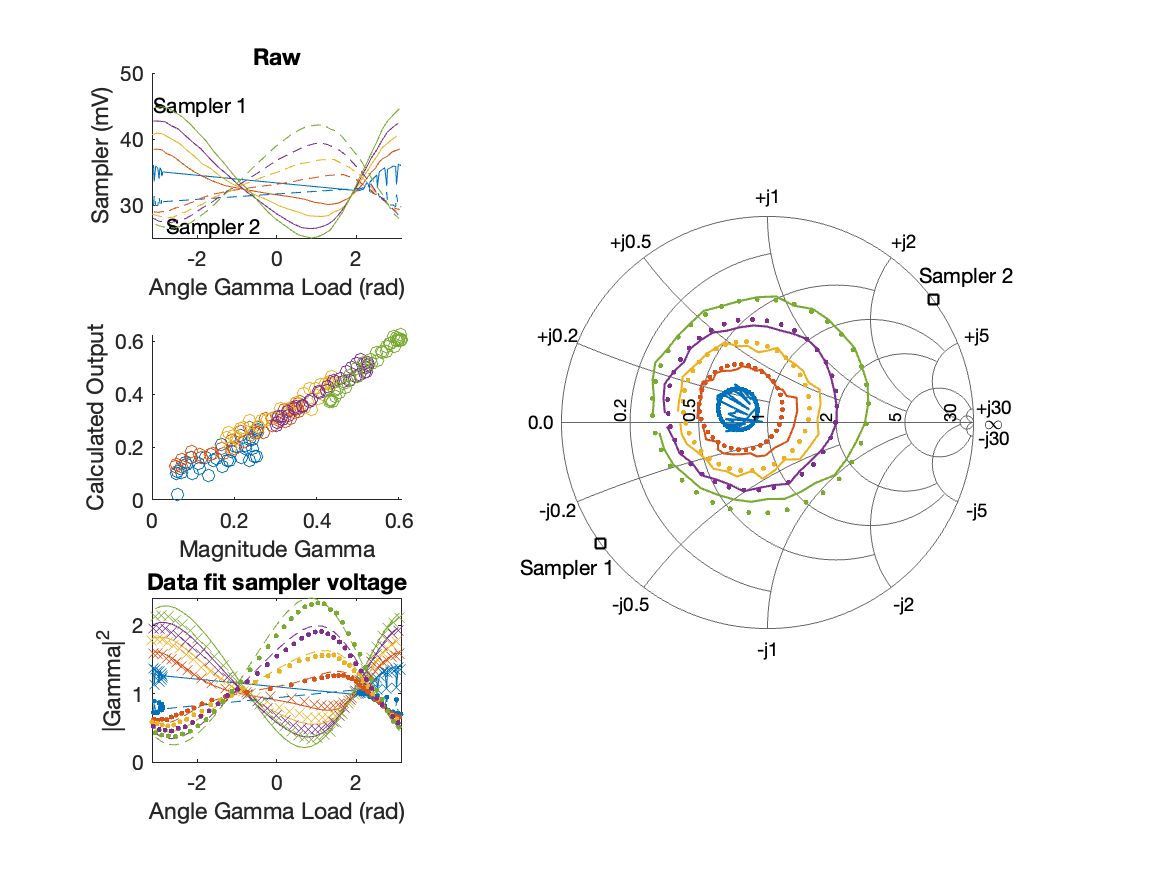 Raw
50
40
30
Sampler (mV)
Sampler 1
Sampler 2
-2 0 2
Angle Gamma Load (rad)
0.6
0.4
0.2
0
Calculated Output
0 0.2 0.4 0.6
Magnitude Gamma
Data fit sampler voltage
2
1
0
|Gamma|2
-2 0 2
Angle Gamma Load (rad)
+j1
+j0.5 +j2
Sampler 2
+j0.2 +j5
0.0 0.2 0.5 1 2 5 30 +j30
∞
-j30
-j0.2 -j5
Sampler 1
-j0.5 -j2
-j1